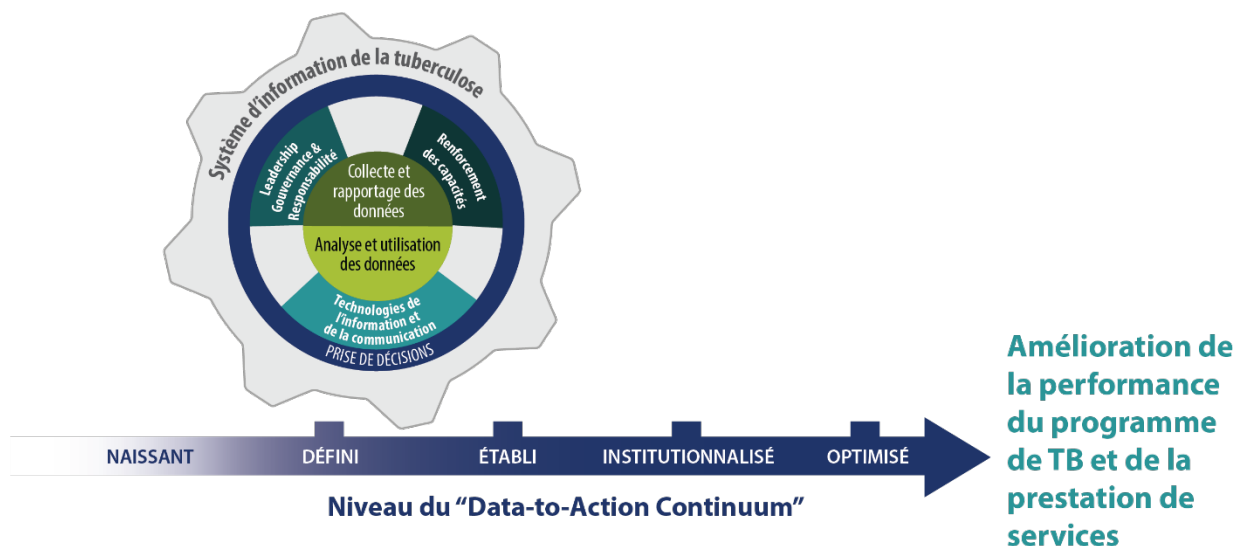 Système d'information de la tuberculose
Leadership
Gouvernance &
Responsabilité
Renforcement
des capacités
Collecte et
rapportage des
données
Analyse et utilisation
des données
Technologies de
l'information et
de la communication
PRISE DE DÉCISIONS
NAISSANT DÉFINI ÉTABLI INSTITUTIONNALISÉ OPTIMISÉ
Niveau du “Data-to-Action Continuum”
Amélioration de
la performance
du programme
de TB et de la
prestation de
services